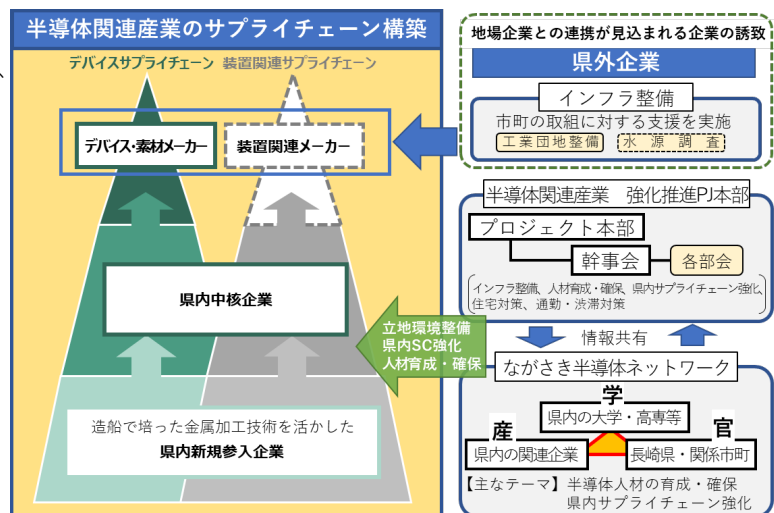 半導体関連産業のサプライチェーン構築
デバイスサプライチェーン
装置関連サプライチェーン
デバイス・素材メーカー
装置関連メーカー
県内中核企業
造船で培った金属加工技術を活かした
県内新規参入企業
立地環境整備
県内SC強化
人材育成・確保
地場企業との連携が見込まれる企業の誘致
県外企業
インフラ整備
市町の取組に対する支援を実施
工業団地整備
水源調査
半導体関連産業　強化推進PJ本部
プロジェクト本部
幹事会
各部会
インフラ整備、人材育成・確保、県内サプライチェーン強化、
住宅対策、通勤・渋滞対策
情報共有
ながさき半導体ネットワーク
学
県内の大学・高専等
産
県内の関連企業
官
長崎県・関係市町
【主なテーマ】半導体人材の育成・確保
県内サプライチェーン強化